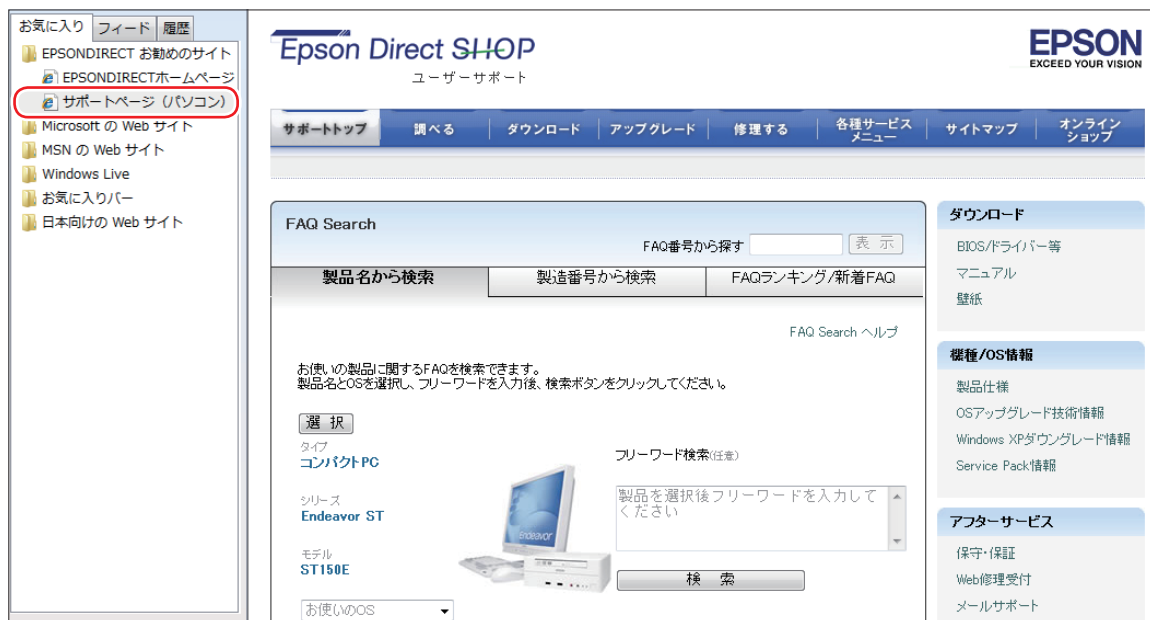 お気に入り フィード 履歴
EPSONDIRECT お勧めのサイト
EPSONDIRECTホームページ
サポートページ（パソコン）
Microsoft の Web サイト
MSN の Web サイト
Windows Live
お気に入りバー
日本向けの Web サイト
Epson Direct SHOP
ユーザーサポート
EPSON
EXCEED YOUR VISION
サポートトップ 調べる ダウンロード アップグレード 修理する 各種サービスメニュー サイトマップ オンラインショップ
FAQ Search
FAQ番号から探す 表 示
製品名から検索 製造番号から検索 FAQランキング/新着FAQ
FAQ Search ヘルプ
お使いの製品に関するFAQを検索できます。
製品名とOSを選択し、フリーワードを入力後、検索ボタンをクリックしてください。
選 択
タイプ
コンパクトPC
シリーズ
Endeavor ST
モデル
ST150E
お使いのOS
Endeavor
フリーワード検索(任意)
製品を選択後フリーワードを入力して
ください
検 索
ダウンロード
BIOS/ドライバー等
マニュアル
壁紙
機種/OS情報
製品仕様
OSアップグレード技術情報
Windows XPダウングレード情報
Service Pack情報
アフターサービス
保守・保証
Web修理受付
メールサポート